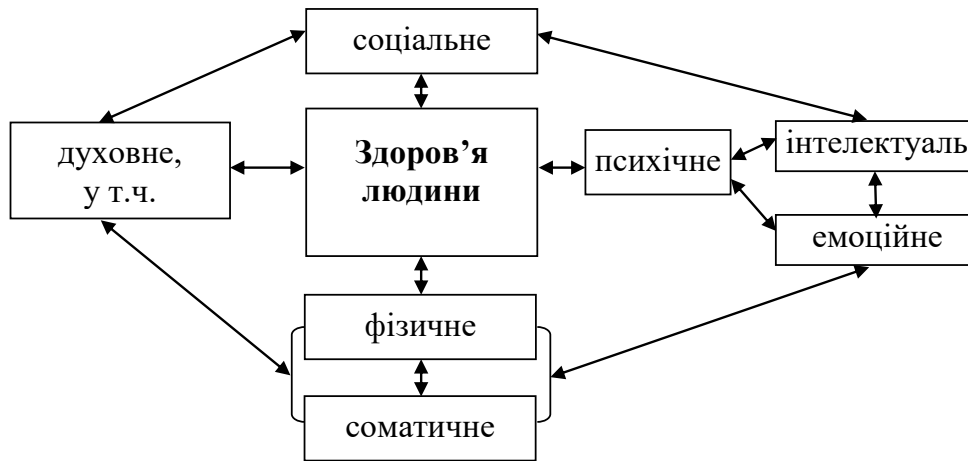 соціальне
духовне,
у т.ч.
Здоров’я
людини
психічне
інтелектуаль
емоційне
фізичне
соматичне